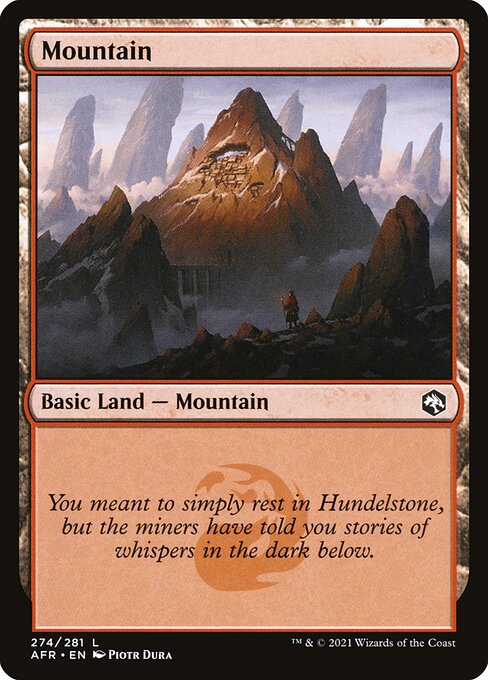 Mountain
Basic Land — Mountain
You meant to simply rest in Hundelstone,
but the miners have told you stories of
whispers in the dark below.
274/281 L
™ & © 2021 Wizards of the Coast
AFR • EN Piotr Dura